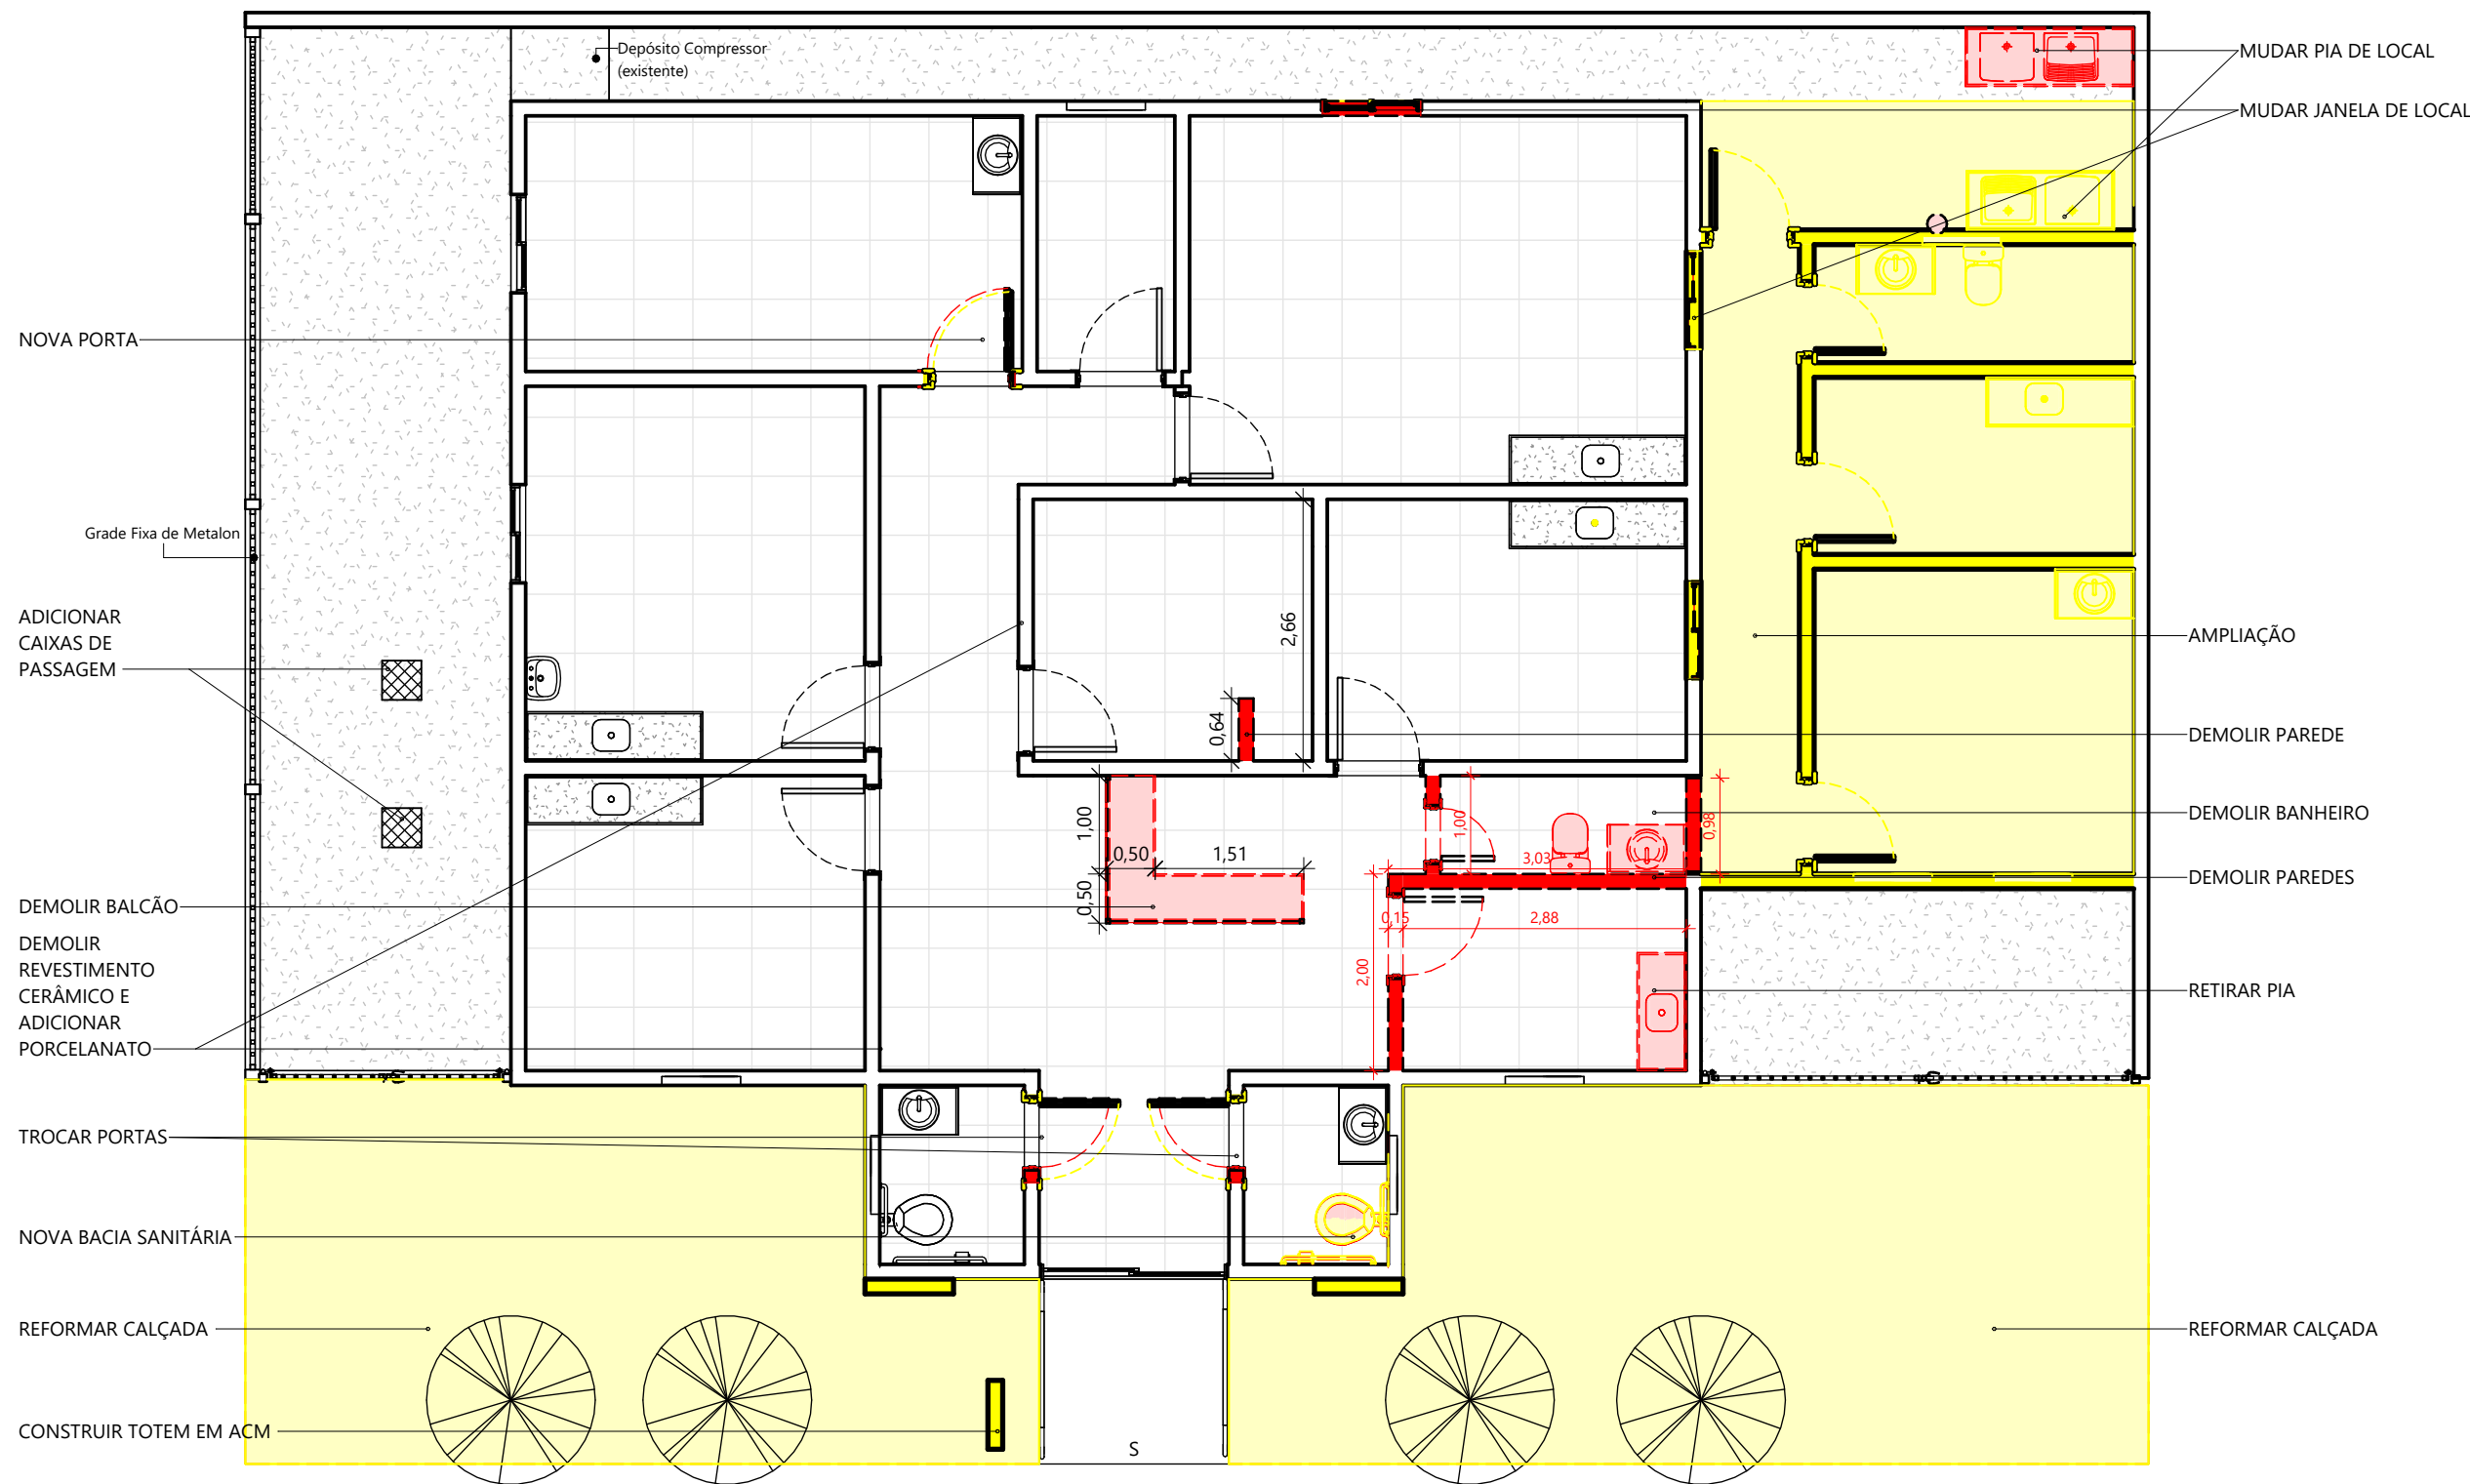 Depósito Compressor
(existente)
MUDAR PIA DE LOCAL
MUDAR JANELA DE LOCAL
NOVA PORTA
Grade Fixa de Metalon
ADICIONAR
CAIXAS DE
PASSAGEM
2,66
0,64
AMPLIAÇÃO
DEMOLIR PAREDE
DEMOLIR BANHEIRO
DEMOLIR PAREDES
1,00
0,50
1,51
0,50
1,00
3,03
0,98
0,15
2,88
2,00
DEMOLIR BALCÃO
DEMOLIR
REVESTIMENTO
CERÂMICO E
ADICIONAR
PORCELANATO
RETIRAR PIA
TROCAR PORTAS
NOVA BACIA SANITÁRIA
REFORMAR CALÇADA
REFORMAR CALÇADA
CONSTRUIR TOTEM EM ACM
S